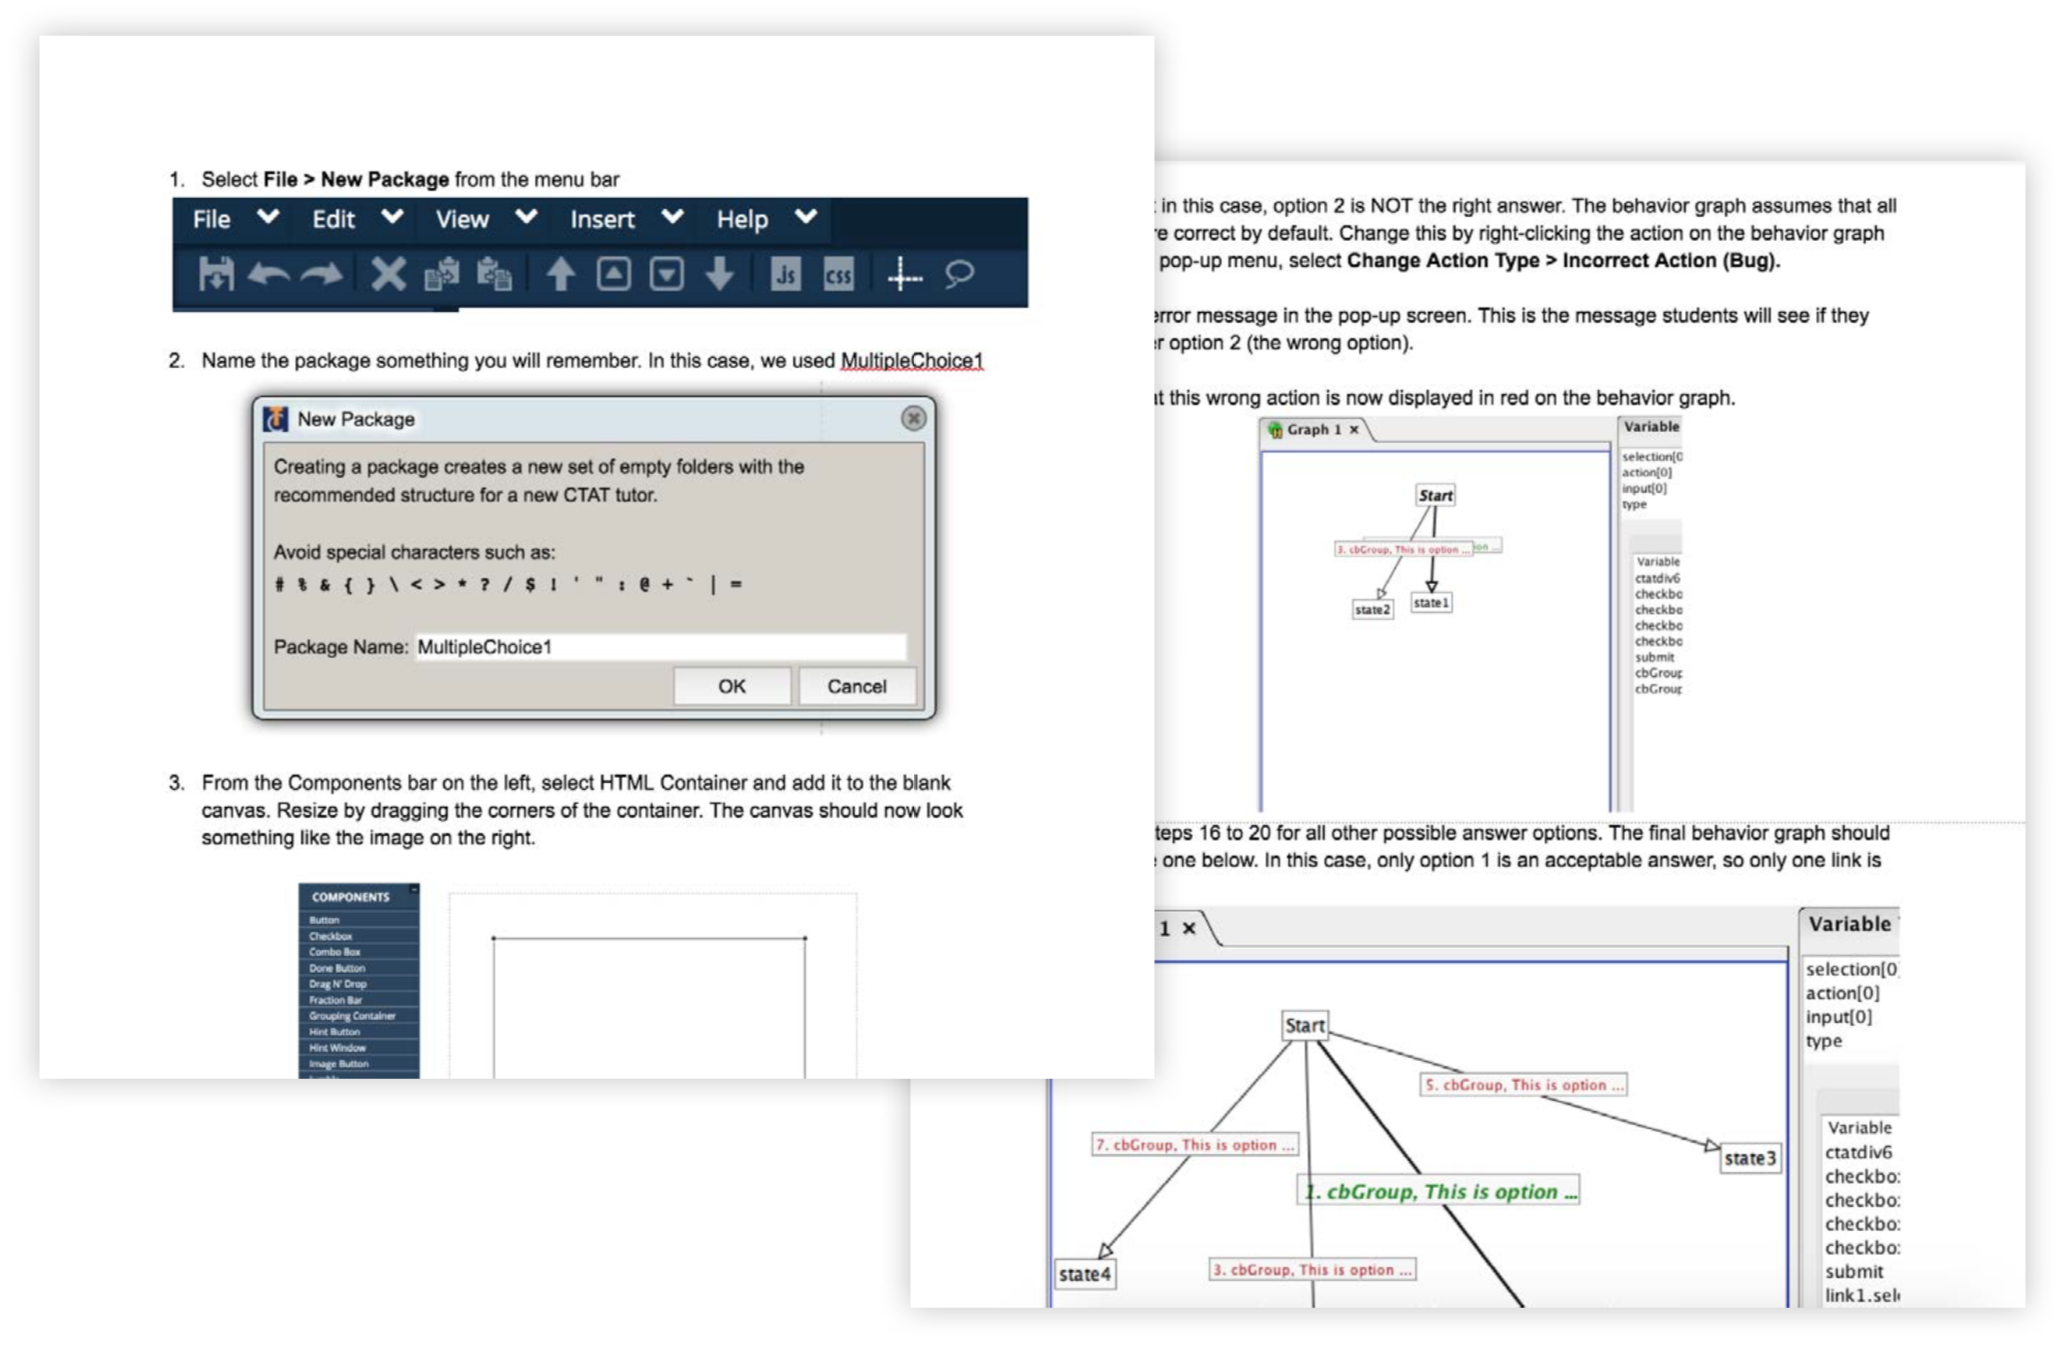 1. Select File > New Package from the menu bar
File Edit View Insert Help
js css
2. Name the package something you will remember. In this case, we used MultipleChoice1
New Package
Creating a package creates a new set of empty folders with the
recommended structure for a new CTAT tutor.
Avoid special characters such as:
# % & { } \ < > * ? / $ ! ' " : @ + ` | =
Package Name: MultipleChoice1
OK Cancel
3. From the Components bar on the left, select HTML Container and add it to the blank
canvas. Resize by dragging the corners of the container. The canvas should now look
something like the image on the right.
COMPONENTS
Button
Checkbox
Combo Box
Done Button
Drag N' Drop
Fraction Bar
Grouping Container
Hint Button
Hint Window
Image Button
in this case, option 2 is NOT the right answer. The behavior graph assumes that all
correct by default. Change this by right-clicking the action on the behavior graph
pop-up menu, select Change Action Type > Incorrect Action (Bug).
error message in the pop-up screen. This is the message students will see if they
option 2 (the wrong option).
this wrong action is now displayed in red on the behavior graph.
Graph 1 x
Variable
selection[0
action[0]
input[0]
type
Start
3. cbGroup, This is option ...
state2
state1
Variable
ctatdiv6
checkbo
checkbo
checkbo
checkbo
submit
cbGroup
cbGroup
teps 16 to 20 for all other possible answer options. The final behavior graph should
one below. In this case, only option 1 is an acceptable answer, so only one link is
1 x
Variable
selection[0
action[0]
input[0]
type
Start
5. cbGroup, This is option ...
7. cbGroup, This is option ...
state3
1. cbGroup, This is option ...
3. cbGroup, This is option ...
state4
Variable
ctatdiv6
checkbo
checkbo
checkbo
checkbo
submit
link1.sel